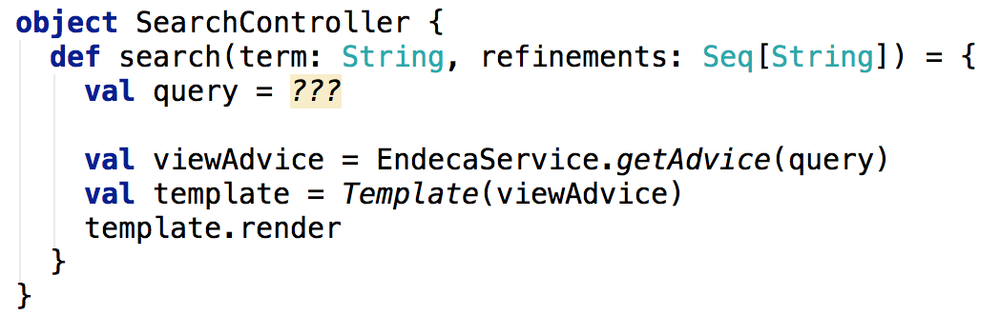 object SearchController {
  def search(term: String, refinements: Seq[String]) = {
    val query = ???

    val viewAdvice = EndecaService.getAdvice(query)
    val template = Template(viewAdvice)
    template.render
  }
}